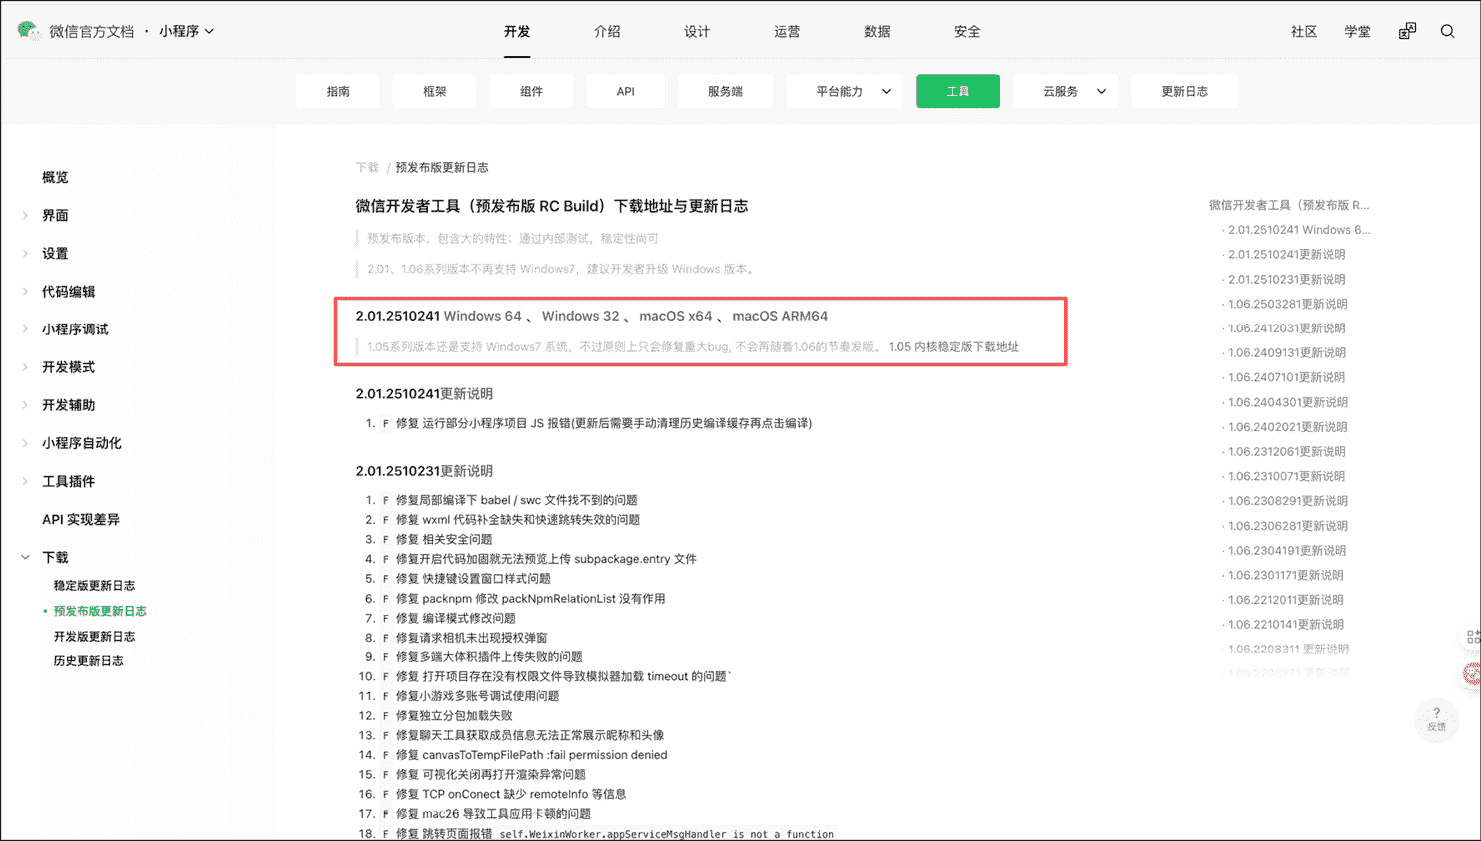 微信官方文档 · 小程序
开发 介绍 设计 运营 数据 安全
社区 学堂
指南 框架 组件 API 服务端 平台能力 工具 云服务 更新日志
概览
界面
设置
代码编辑
小程序调试
开发模式
开发辅助
小程序自动化
工具插件
API 实现差异
下载
稳定版更新日志
· 预发布版更新日志
开发版更新日志
历史更新日志
下载 / 预发布版更新日志
微信开发者工具（预发布版 RC Build）下载地址与更新日志
预发布版本，包含大的特性；通过内部测试，稳定性尚可
2.01、1.06系列版本不再支持 Windows7，建议开发者升级 Windows 版本。
2.01.2510241 Windows 64 、 Windows 32 、 macOS x64 、 macOS ARM64
1.05系列版本还是支持 Windows7 系统，不过原则上只会修复重大bug, 不会再随着1.06的节奏发版。 1.05 内核稳定版下载地址
2.01.2510241更新说明
1. F 修复 运行部分小程序项目 JS 报错(更新后需要手动清理历史编译缓存再点击编译)
2.01.2510231更新说明
1. F 修复局部编译下 babel / swc 文件找不到的问题
2. F 修复 wxml 代码补全缺失和快速跳转失效的问题
3. F 修复 相关安全问题
4. F 修复开启代码加固就无法预览上传 subpackage.entry 文件
5. F 修复 快捷键设置窗口样式问题
6. F 修复 packnpm 修改 packNpmRelationList 没有作用
7. F 修复 编译模式修改问题
8. F 修复请求相机未出现授权弹窗
9. F 修复多端大体积插件上传失败的问题
10. F 修复 打开项目存在没有权限文件导致模拟器加载 timeout 的问题`
11. F 修复小游戏多账号调试使用问题
12. F 修复独立分包加载失败
13. F 修复聊天工具获取成员信息无法正常展示昵称和头像
14. F 修复 canvasToTempFilePath :fail permission denied
15. F 修复 可视化关闭再打开渲染异常问题
16. F 修复 TCP onConect 缺少 remoteInfo 等信息
17. F 修复 mac26 导致工具应用卡顿的问题
18. F 修复 跳转页面报错 self.WeixinWorker.appServiceMsgHandler is not a function
微信开发者工具（预发布版 R...
· 2.01.2510241 Windows 6...
· 2.01.2510241更新说明
· 2.01.2510231更新说明
· 1.06.2503281更新说明
· 1.06.2412031更新说明
· 1.06.2409131更新说明
· 1.06.2407101更新说明
· 1.06.2404301更新说明
· 1.06.2402021更新说明
· 1.06.2312061更新说明
· 1.06.2310071更新说明
· 1.06.2308291更新说明
· 1.06.2306281更新说明
· 1.06.2304191更新说明
· 1.06.2301171更新说明
· 1.06.2212011更新说明
· 1.06.2210141更新说明
· 1.06.2208311 更新说明
?
反馈